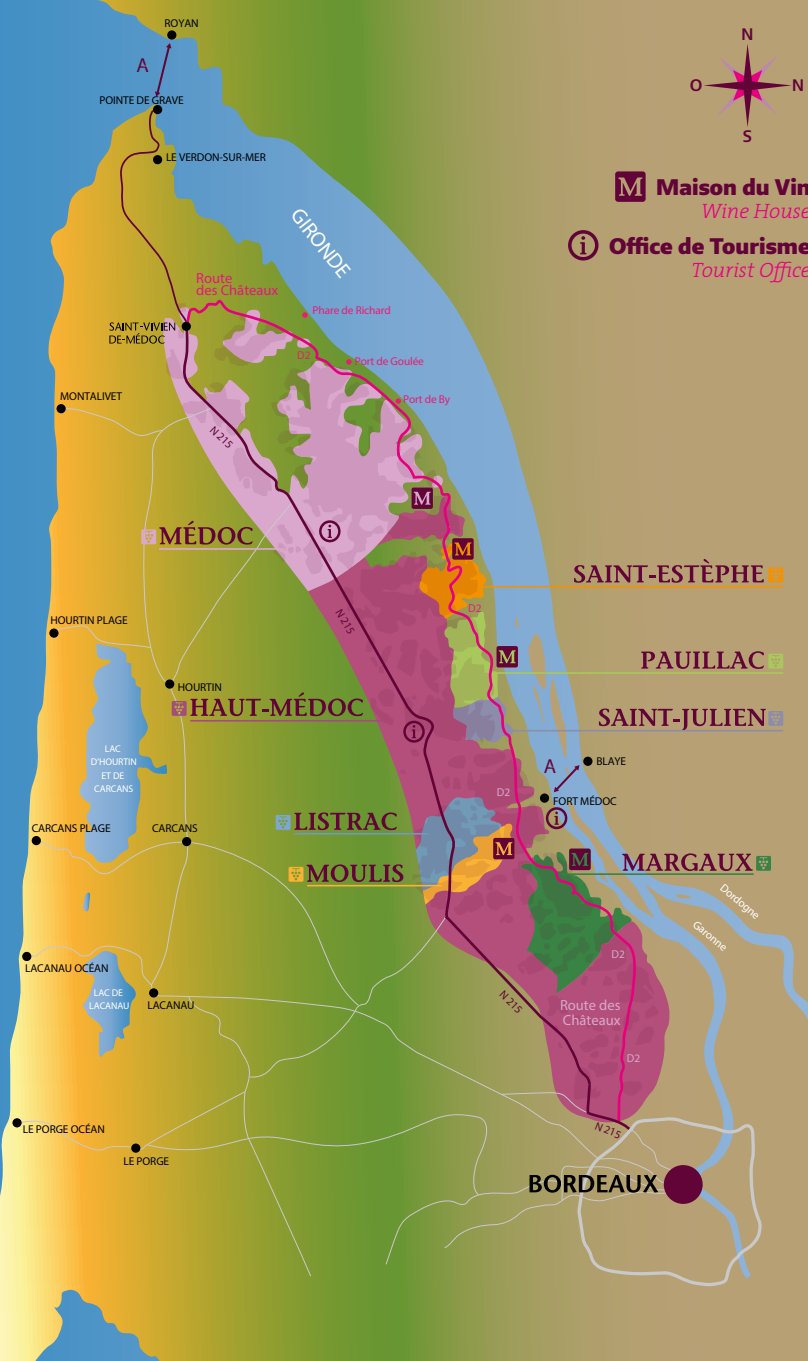 ROYAN
A
POINTE DE GRAVE
LE VERDON-SUR-MER
N
O
N
S
M Maison du Vin
Wine House
i Office de Tourisme
Tourist Office
GIRONDE
Route
des Châteaux
Phare de Richard
SAINT-VIVIEN
DE-MÉDOC
D2
Port de Goulée
MONTALIVET
Port de By
N 215
M
i
MÉDOC
M
SAINT-ESTÈPHE
N 215
D2
HOURTIN PLAGE
M
PAUILLAC
HOURTIN
HAUT-MÉDOC
SAINT-JULIEN
i
LAC
D'HOURTIN
ET DE
CARCANS
A
BLAYE
D2
FORT MÉDOC
i
LISTRAC
CARCANS PLAGE
CARCANS
M
M
MARGAUX
MOULIS
Dordogne
Garonne
LACANAU OCÉAN
D2
LAC DE
LACANAU
LACANAU
N 215
Route des
Châteaux
D2
LE PORGE OCÉAN
N 215
LE PORGE
BORDEAUX